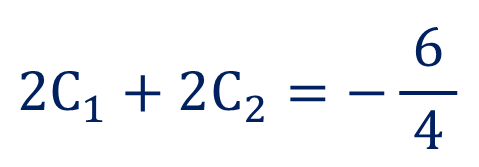 2C₁ + 2C₂ = −6/4